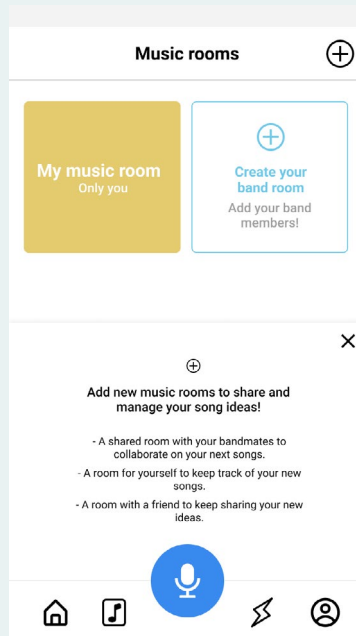 Music rooms
My music room
Only you
Create your
band room
Add your band
members!
Add new music rooms to share and
manage your song ideas!
- A shared room with your bandmates to
collaborate on your next songs.
- A room for yourself to keep track of your new
songs.
- A room with a friend to keep sharing your new
ideas.